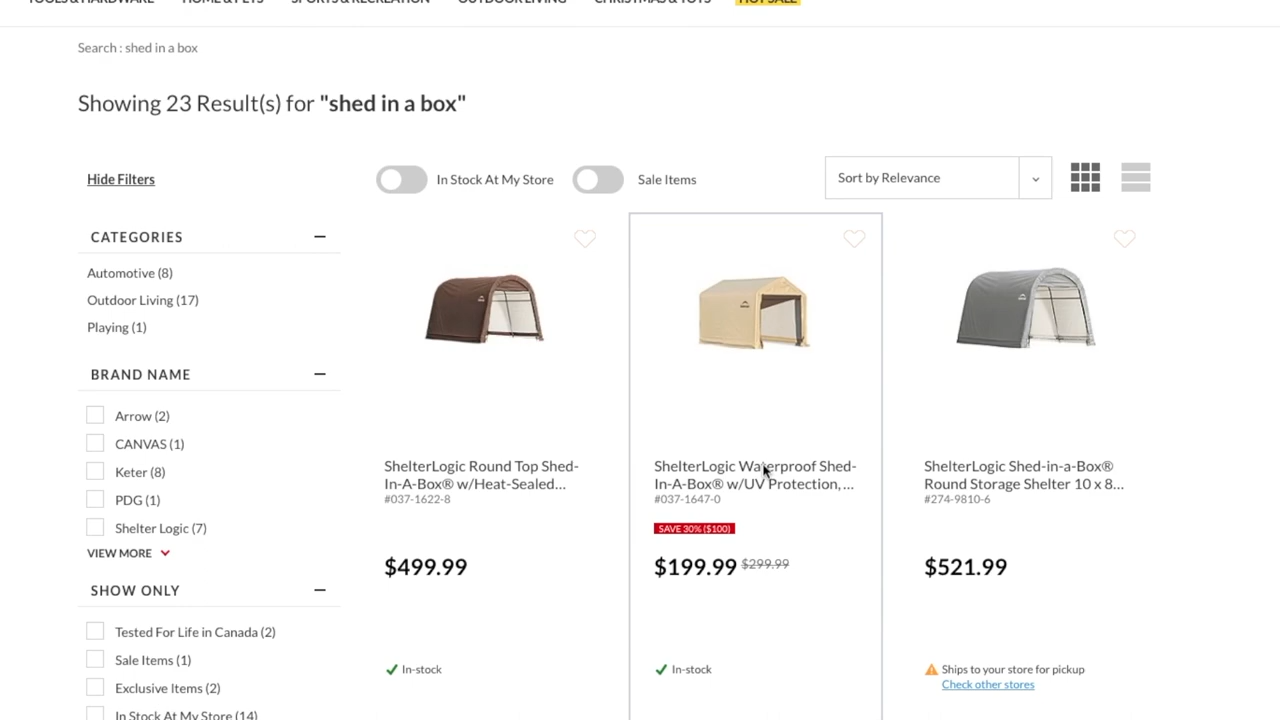 TOOLS & HARDWARE HOME & PETS SPORTS & RECREATION OUTDOOR LIVING CHRISTMAS & TOYS HOT SALE
Search : shed in a box
Showing 23 Result(s) for "shed in a box"
Hide Filters
In Stock At My Store
Sale Items
Sort by Relevance
CATEGORIES
Automotive (8)
Outdoor Living (17)
Playing (1)
BRAND NAME
Arrow (2)
CANVAS (1)
Keter (8)
PDG (1)
Shelter Logic (7)
VIEW MORE
SHOW ONLY
Tested For Life in Canada (2)
Sale Items (1)
Exclusive Items (2)
In Stock At My Store (14)
ShelterLogic Round Top Shed-
In-A-Box® w/Heat-Sealed...
#037-1622-8
$499.99
In-stock
ShelterLogic Waterproof Shed-
In-A-Box® w/UV Protection, ...
#037-1647-0
SAVE 30% ($100)
$199.99 $299.99
In-stock
ShelterLogic Shed-in-a-Box®
Round Storage Shelter 10 x 8...
#274-9810-6
$521.99
Ships to your store for pickup
Check other stores